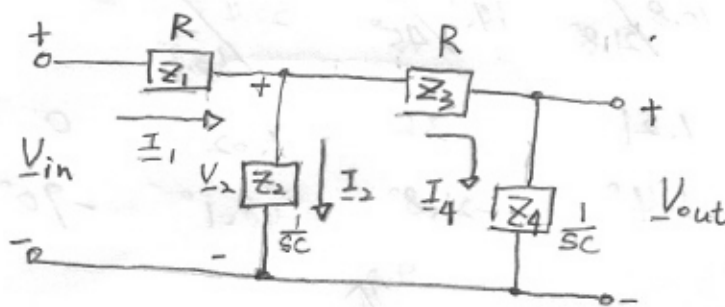 R R
+ Z1 + Z3 +
I1
Vin V2 Z2 I2 I4 Z4 Vout
1/SC 1/SC
- - -